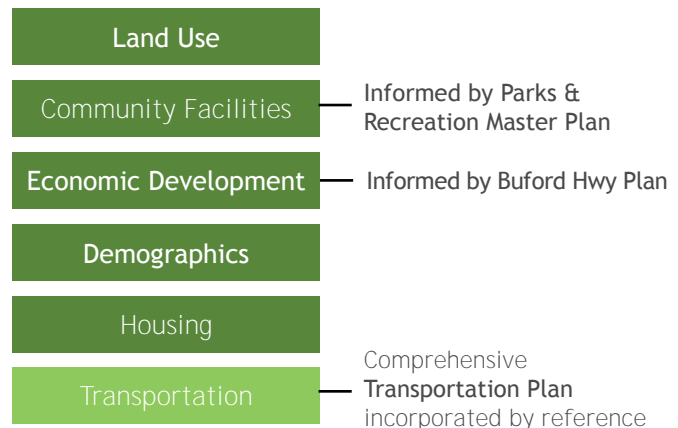 Land Use
Community Facilities
Informed by Parks &
Recreation Master Plan
Economic Development
Informed by Buford Hwy Plan
Demographics
Housing
Transportation
Comprehensive
Transportation Plan
incorporated by reference